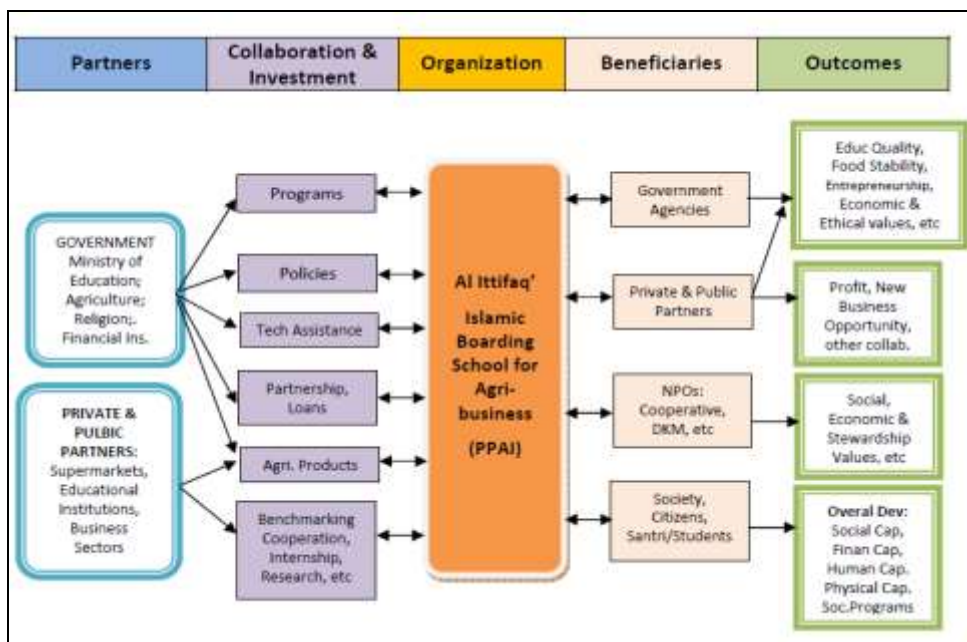 Partners
Collaboration &
Investment
Organization
Beneficiaries
Outcomes
GOVERNMENT
Ministry of
Education;
Agriculture;
Religion;.
Financial Ins.
PRIVATE &
PULBIC
PARTNERS:
Supermarkets,
Educational
Institutions,
Business
Sectors
Programs
Policies
Tech Assistance
Partnership,
Loans
Agri. Products
Benchmarking
Cooperation,
Internship,
Research, etc
Al Ittifaq'
Islamic
Boarding
School for
Agri-
business
(PPAI)
Government
Agencies
Private & Public
Partners
NPOs:
Cooperative,
DKM, etc
Society,
Citizens,
Santri/Students
Educ Quality,
Food Stability,
Entrepreneurship,
Economic &
Ethical values, etc
Profit, New
Business
Opportunity,
other collab.
Social,
Economic &
Stewardship
Values, etc
Overal Dev:
Social Cap,
Finan Cap,
Human Cap.
Physical Cap.
Soc.Programs